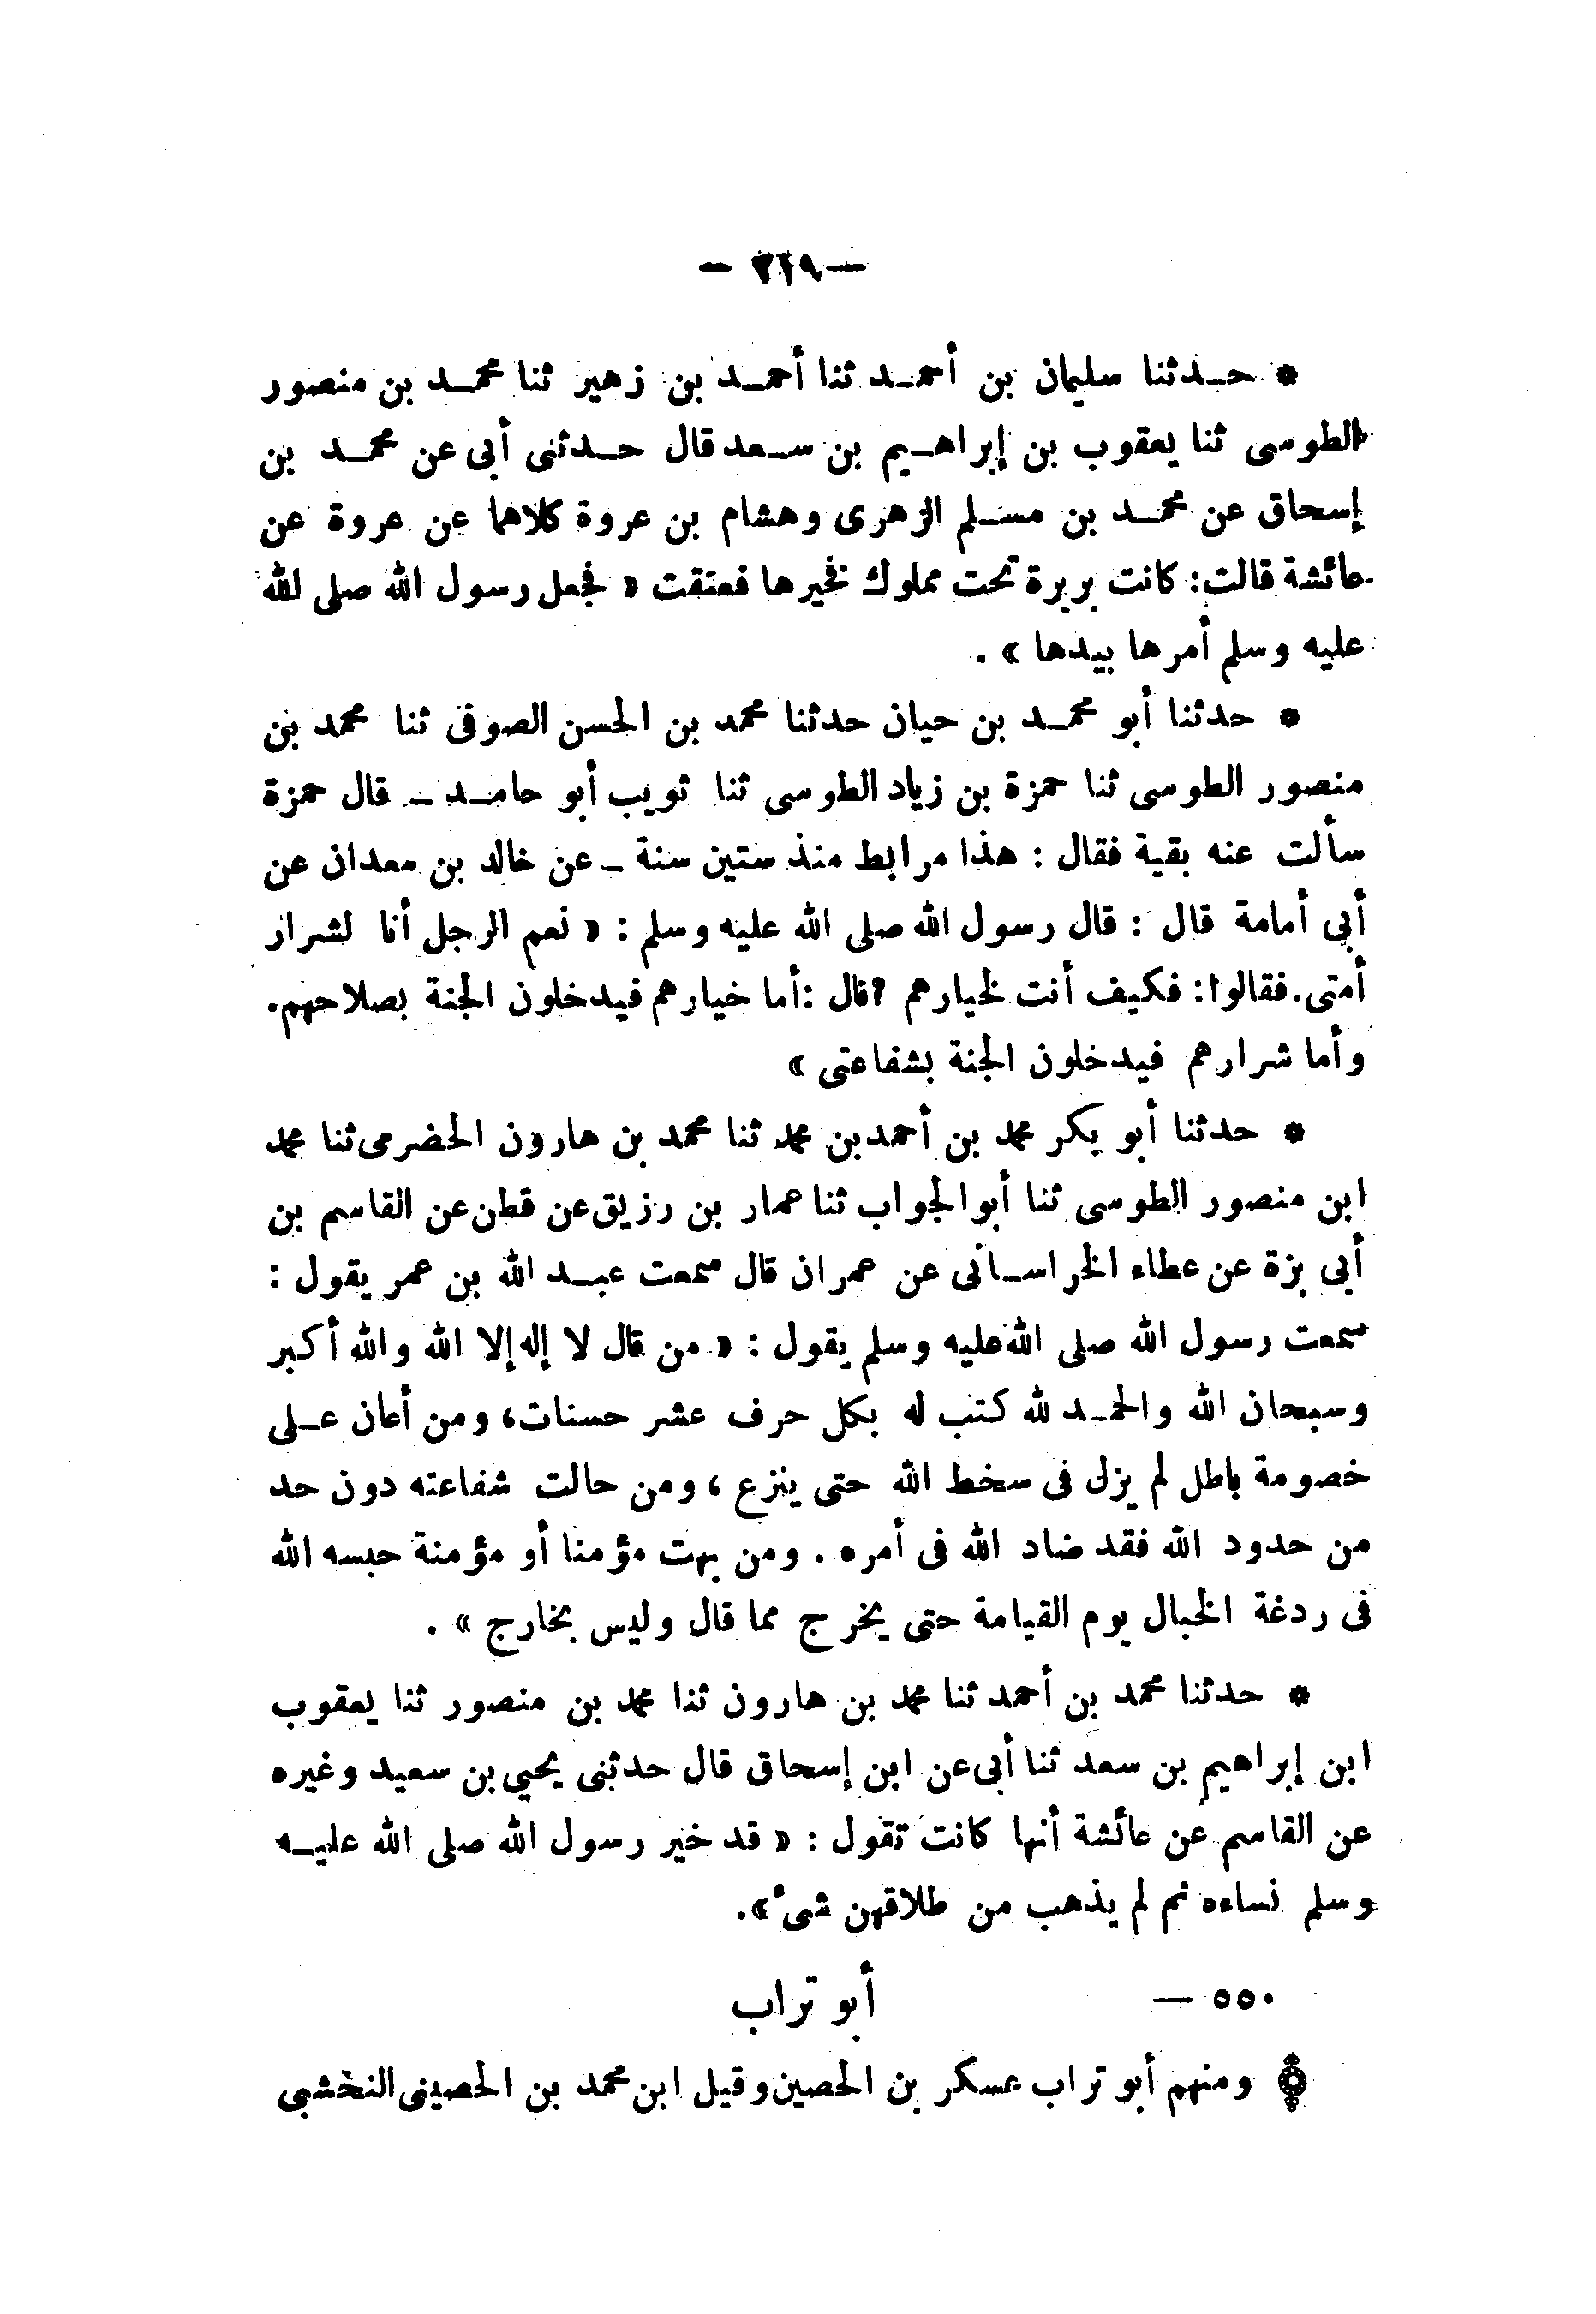 — ٢١٩ —
* حدثنا سليمان بن أحمد ثنا أحمد بن زهير ثنا محمد بن منصور
الطوسى ثنا يعقوب بن إبراهيم بن سعد قال حدثنى أبى عن محمد بن
إسحاق عن محمد بن مسلم الزهرى وهشام بن عروة كلاهما عن عروة عن
عائشة قالت: كانت بربرة تحت مملوك فخيرها فعتقت « فجعل رسول الله صلى لله
عليه وسلم أمرها بيدها » .
* حدثنا أبو محمد بن حيان حدثنا محمد بن الحسن الصوفى ثنا محمد بن
منصور الطوسى ثنا حمزة بن زياد الطوسى ثنا ثويب أبو حامد ـ قال حمزة
سألت عنه بقية فقال : هذا مرابط منذ ستين سنة ـ عن خالد بن معدان عن
أبى أمامة قال : قال رسول الله صلى الله عليه وسلم : « نعم الرجل أنا لشرار
أمتى. فقالوا: فكيف أنت لخيارهم ؟ قال : أما خيارهم فيدخلون الجنة بصلاحهم.
وأما شرارهم فيدخلون الجنة بشفاعتى »
* حدثنا أبو بكر محمد بن أحمد بن محمد ثنا محمد بن هارون الحضرمى ثنا محمد
ابن منصور الطوسى ثنا أبو الجواب ثنا عمار بن رزيق عن قطن عن القاسم بن
أبى بزة عن عطاء الخراسانى عن عمران قال سمعت عبد الله بن عمر يقول :
سمعت رسول الله صلى الله عليه وسلم يقول : « من قال لا إله إلا الله والله أكبر
وسبحان الله والحمد لله كتب له بكل حرف عشر حسنات، ومن أعان على
خصومة باطل لم يزل فى سخط الله حتى ينزع ، ومن حالت شفاعته دون حد
من حدود الله فقد ضاد الله فى أمره . ومن بهت مؤمنا أو مؤمنة حبسه الله
فى ردغة الخبال يوم القيامة حتى يخرج مما قال وليس بخارج » .
* حدثنا محمد بن أحمد ثنا محمد بن هارون ثنا محمد بن منصور ثنا يعقوب
ابن إبراهيم بن سعد ثنا أبى عن ابن إسحاق قال حدثنى يحيى بن سعيد وغيره
عن القاسم عن عائشة أنها كانت تقول : « قد خير رسول الله صلى الله عليه
وسلم نساءه ثم لم يذهب من طلاقهن شىء ».
٥٥٠ — أبو تراب
ومنهم أبو تراب عسكر بن الحصين وقيل ابن محمد بن الحصينى النخشبى